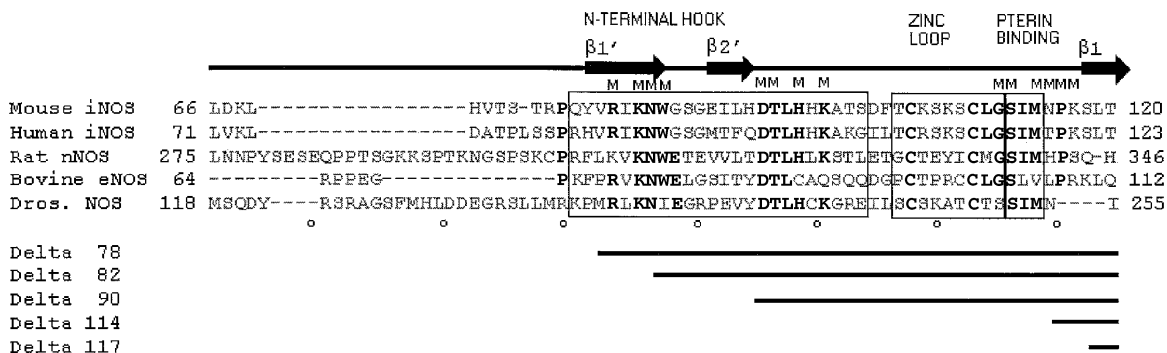 N-TERMINAL HOOK ZINC LOOP PTERIN BINDING
β1' β2' β1
M MMM MM M M MM MMMM
Mouse iNOS 66 LDKL-----------------HVTS-TRPQYVRIKNWGSGEILHDTLHHKATSDFTCKSKSCLGSIMNPKSLT 120
Human iNOS 71 LVKL-----------------DATPLSSPRHVRIKNWGSGMTFQDTLHHKAKGILTCRSKSCLGSIMTPKSLT 123
Rat nNOS 275 LNNPYSESEQPPTSGKKSPTKNGSPSKCPRFLKVKNWETEVVLTDTLHLKSTLETGCTEYICMGSIMHPSQ-H 346
Bovine eNOS 64 ---------RPPEG--------------PKFPRVKNWELGSITYDTLCAQSQQDGPCTPRCCLGSLVLPRKLQ 112
Dros. NOS 118 MSQDY----RSRAGSFMHLDDEGRSLLMRKPMRLKNIEGRPEVYDTLHCKGREILSCSKATCTSSIMN----I 255
Delta 78
Delta 82
Delta 90
Delta 114
Delta 117